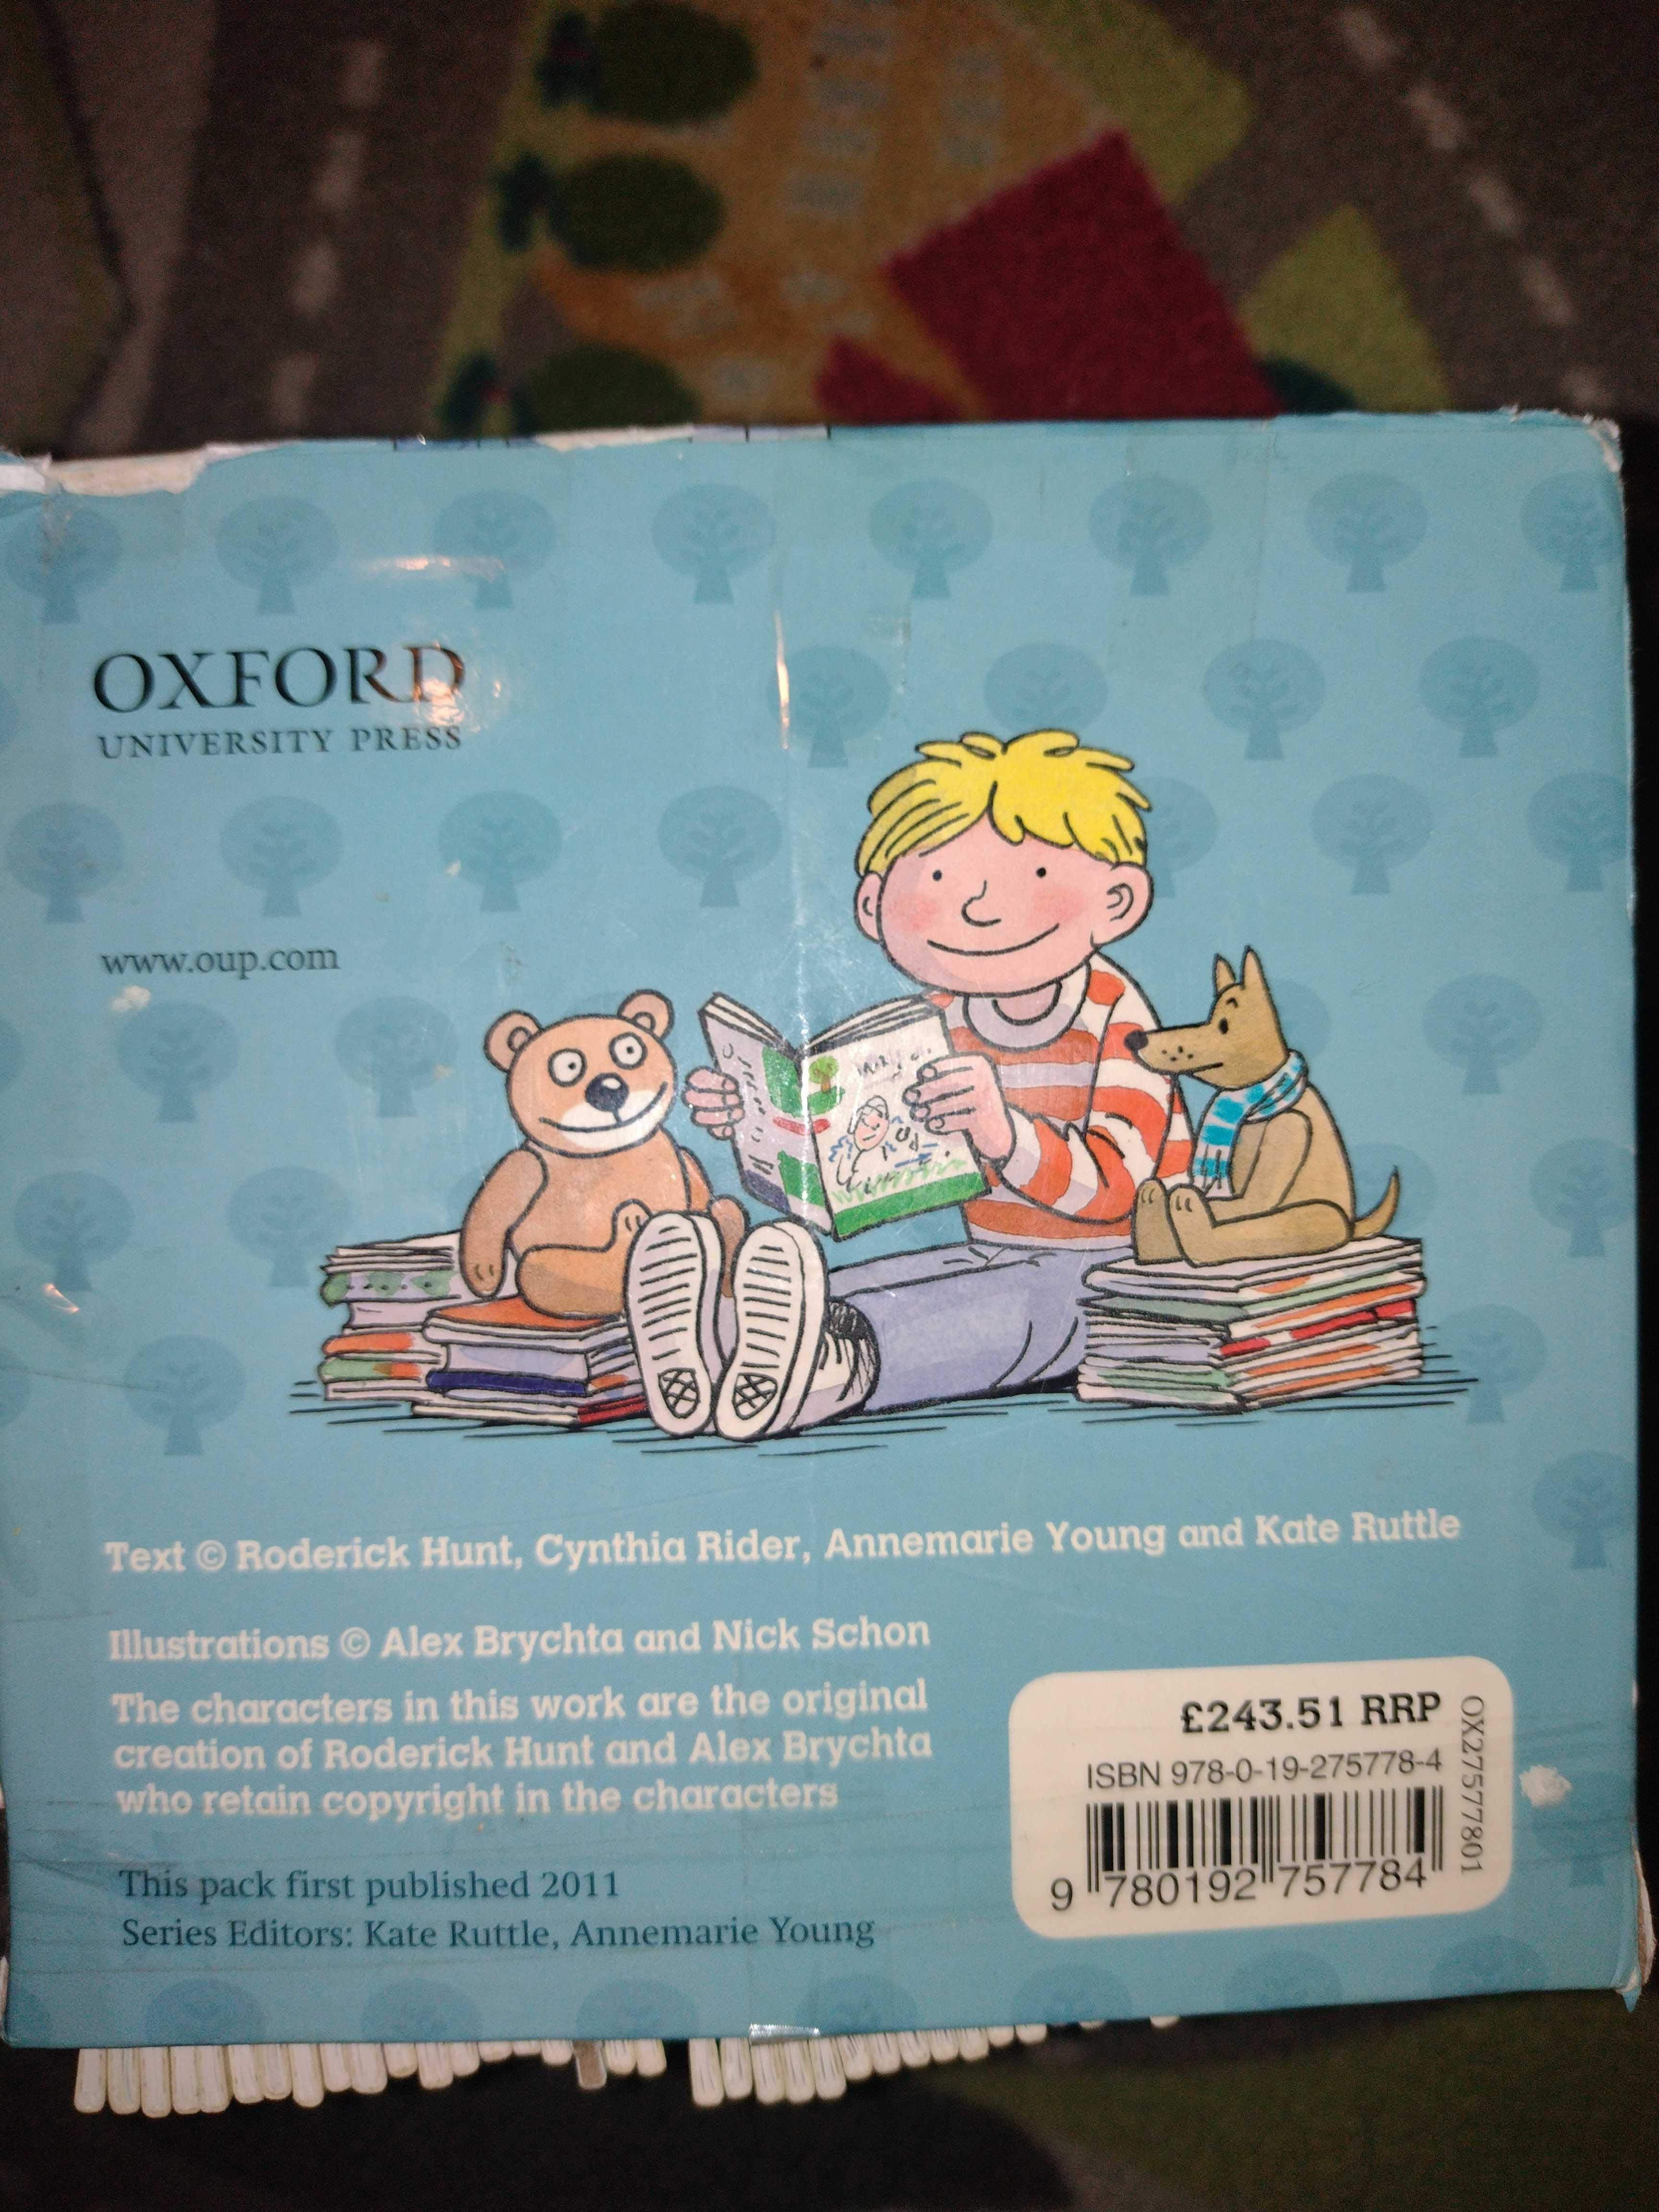 OXFORD
UNIVERSITY PRESS
www.oup.com
Text © Roderick Hunt, Cynthia Rider, Annemarie Young and Kate Ruttle
Illustrations © Alex Brychta and Nick Schon
The characters in this work are the original
creation of Roderick Hunt and Alex Brychta
who retain copyright in the characters
This pack first published 2011
Series Editors: Kate Ruttle, Annemarie Young
£243.51 RRP
ISBN 978-0-19-275778-4
9 780192 757784
OX27577801